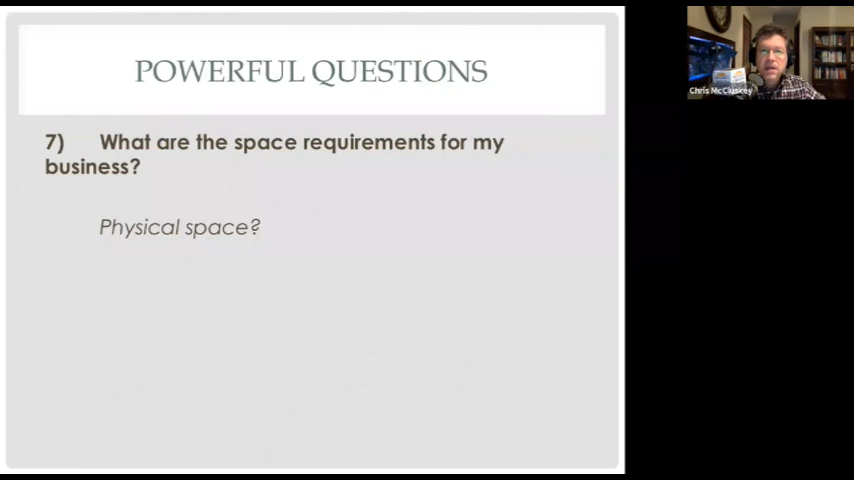 POWERFUL QUESTIONS
7) What are the space requirements for my
business?
Physical space?
Chris McCluskey